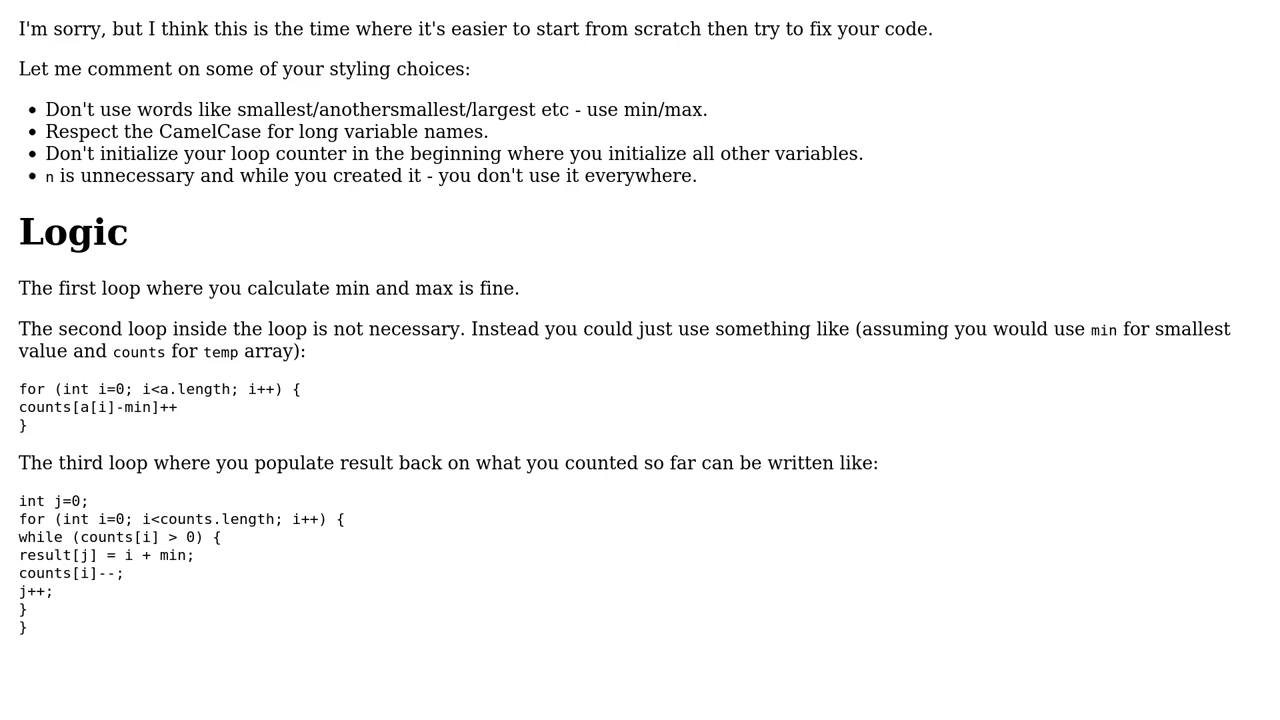 I'm sorry, but I think this is the time where it's easier to start from scratch then try to fix your code.
Let me comment on some of your styling choices:
• Don't use words like smallest/anothersmallest/largest etc - use min/max.
• Respect the CamelCase for long variable names.
• Don't initialize your loop counter in the beginning where you initialize all other variables.
• n is unnecessary and while you created it - you don't use it everywhere.
Logic
The first loop where you calculate min and max is fine.
The second loop inside the loop is not necessary. Instead you could just use something like (assuming you would use min for smallest
value and counts for temp array):
for (int i=0; i<a.length; i++) {
counts[a[i]-min]++
}
The third loop where you populate result back on what you counted so far can be written like:
int j=0;
for (int i=0; i<counts.length; i++) {
while (counts[i] > 0) {
result[j] = i + min;
counts[i]--;
j++;
}
}